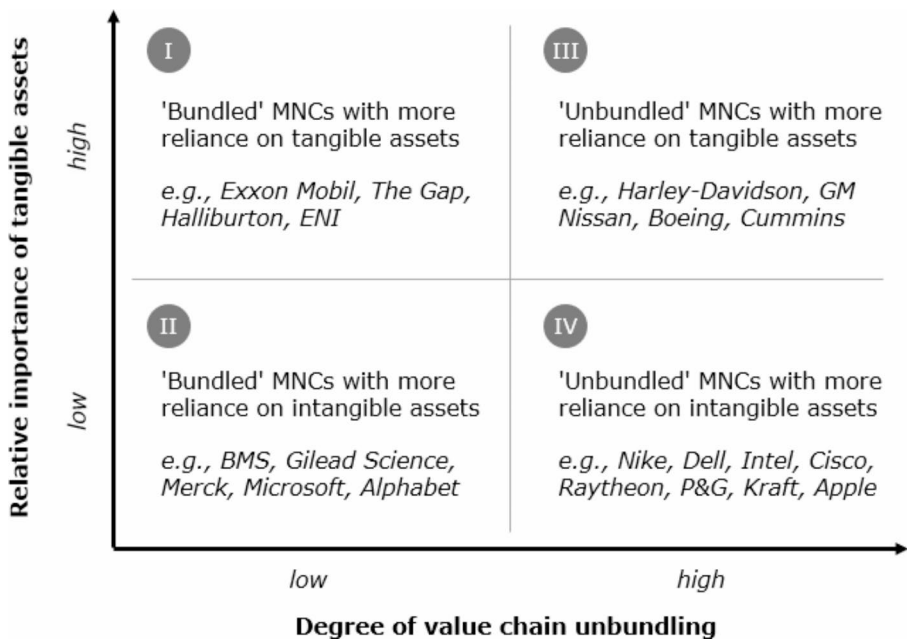 Relative importance of tangible assets
high
low
I
'Bundled' MNCs with more
reliance on tangible assets
e.g., Exxon Mobil, The Gap,
Halliburton, ENI
III
'Unbundled' MNCs with more
reliance on tangible assets
e.g., Harley-Davidson, GM
Nissan, Boeing, Cummins
II
'Bundled' MNCs with more
reliance on intangible assets
e.g., BMS, Gilead Science,
Merck, Microsoft, Alphabet
IV
'Unbundled' MNCs with more
reliance on intangible assets
e.g., Nike, Dell, Intel, Cisco,
Raytheon, P&G, Kraft, Apple
low
high
Degree of value chain unbundling